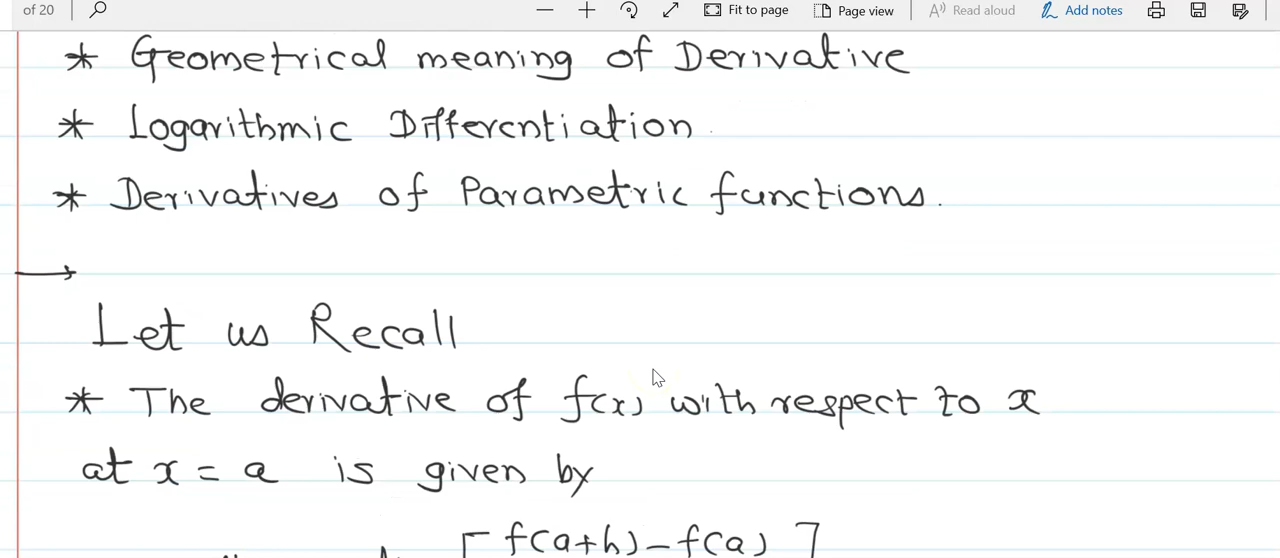 of 20 Fit to page Page view Read aloud Add notes
* Geometrical meaning of Derivative
* Logarithmic Differentiation
* Derivatives of Parametric functions.
Let us Recall
* The derivative of f(x) with respect to x
at x = a is given by
[ f(a+h) - f(a) ]